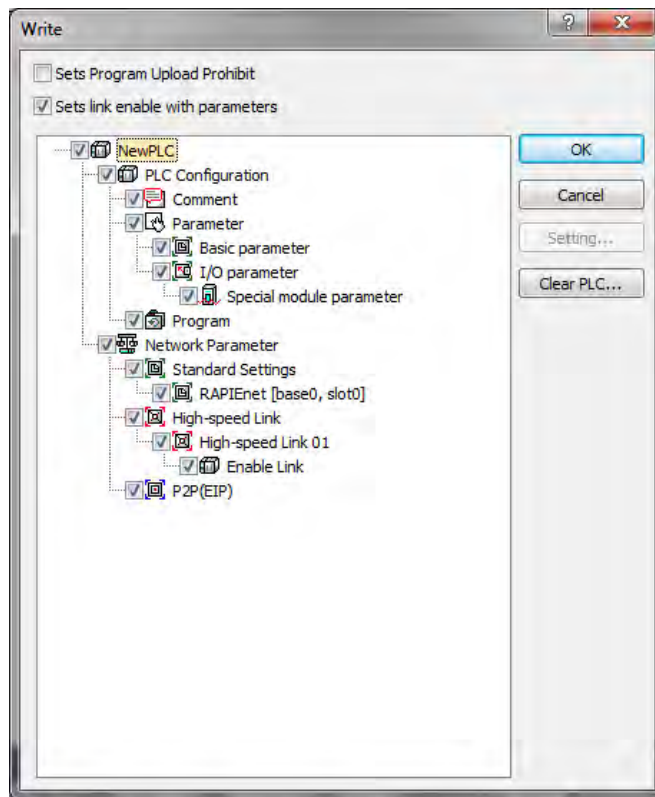 Write
Sets Program Upload Prohibit
Sets link enable with parameters
NewPLC
PLC Configuration
Comment
Parameter
Basic parameter
I/O parameter
Special module parameter
Program
Network Parameter
Standard Settings
RAPIEnet [base0, slot0]
High-speed Link
High-speed Link 01
Enable Link
P2P(EIP)
OK
Cancel
Setting...
Clear PLC...